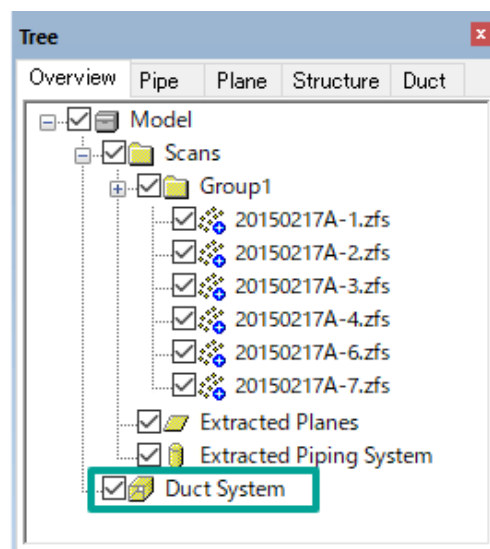 Tree
Overview Pipe Plane Structure Duct
Model
Scans
Group1
20150217A-1.zfs
20150217A-2.zfs
20150217A-3.zfs
20150217A-4.zfs
20150217A-6.zfs
20150217A-7.zfs
Extracted Planes
Extracted Piping System
Duct System